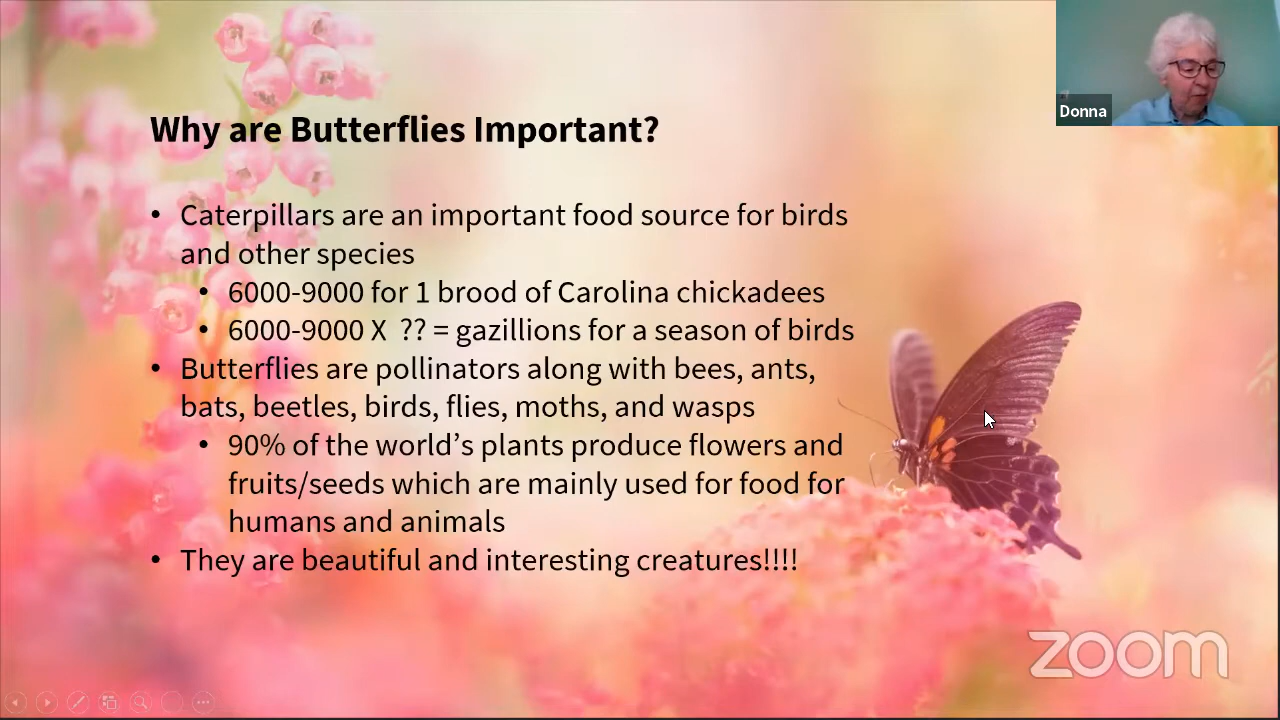 Donna
Why are Butterflies Important?
• Caterpillars are an important food source for birds
and other species
• 6000-9000 for 1 brood of Carolina chickadees
• 6000-9000 X  ?? = gazillions for a season of birds
• Butterflies are pollinators along with bees, ants,
bats, beetles, birds, flies, moths, and wasps
• 90% of the world’s plants produce flowers and
fruits/seeds which are mainly used for food for
humans and animals
• They are beautiful and interesting creatures!!!!
zoom